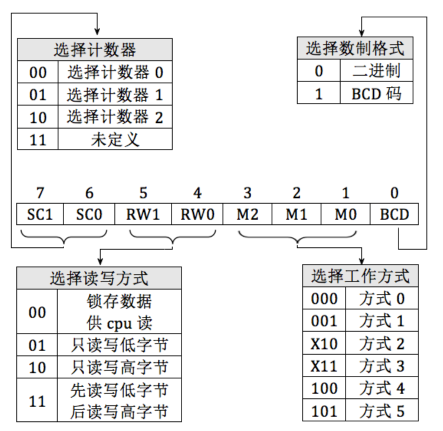 选择计数器
00 选择计数器 0
01 选择计数器 1
10 选择计数器 2
11 未定义
选择数制格式
0 二进制
1 BCD 码
7 6 5 4 3 2 1 0
SC1 SC0 RW1 RW0 M2 M1 M0 BCD
选择读写方式
00 锁存数据
供 cpu 读
01 只读写低字节
10 只读写高字节
11 先读写低字节
后读写高字节
选择工作方式
000 方式 0
001 方式 1
X10 方式 2
X11 方式 3
100 方式 4
101 方式 5